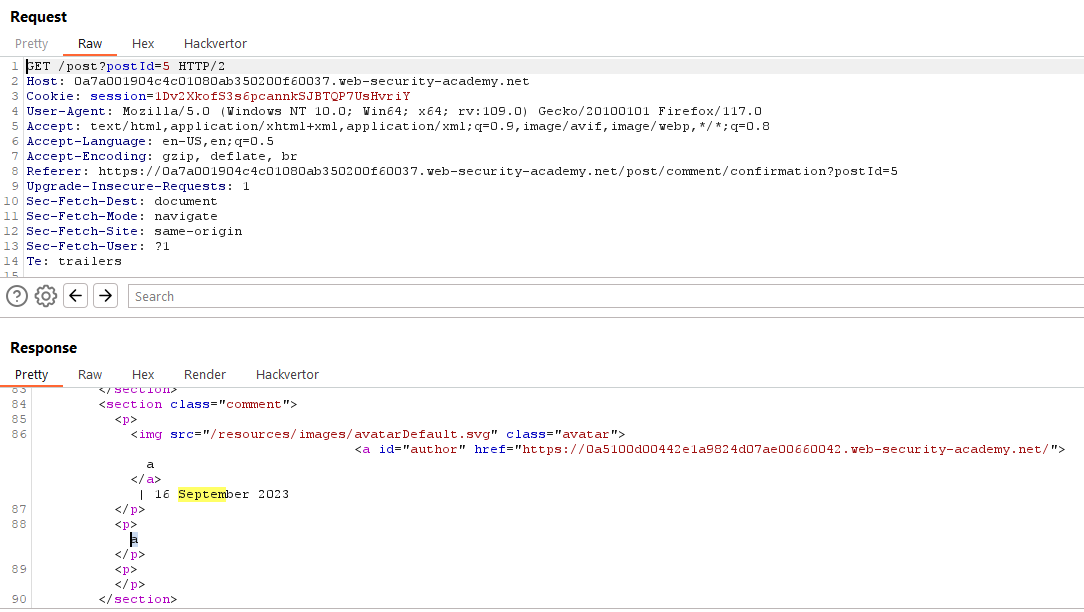 Request
Pretty Raw Hex Hackvertor
1 GET /post?postId=5 HTTP/2
2 Host: 0a7a001904c4c01080ab350200f60037.web-security-academy.net
3 Cookie: session=1Dv2XkofS3s6pcannkSJBTQP7UsHvriY
4 User-Agent: Mozilla/5.0 (Windows NT 10.0; Win64; x64; rv:109.0) Gecko/20100101 Firefox/117.0
5 Accept: text/html,application/xhtml+xml,application/xml;q=0.9,image/avif,image/webp,*/*;q=0.8
6 Accept-Language: en-US,en;q=0.5
7 Accept-Encoding: gzip, deflate, br
8 Referer: https://0a7a001904c4c01080ab350200f60037.web-security-academy.net/post/comment/confirmation?postId=5
9 Upgrade-Insecure-Requests: 1
10 Sec-Fetch-Dest: document
11 Sec-Fetch-Mode: navigate
12 Sec-Fetch-Site: same-origin
13 Sec-Fetch-User: ?1
14 Te: trailers
15
? Search
Response
Pretty Raw Hex Render Hackvertor
83 </section>
84 <section class="comment">
85 <p>
86 <img src="/resources/images/avatarDefault.svg" class="avatar">
<a id="author" href="https://0a5100d00442e1a9824d07ae00660042.web-security-academy.net/">
a
</a>
| 16 September 2023
87 </p>
88 <p>
a
</p>
89 <p>
</p>
90 </section>